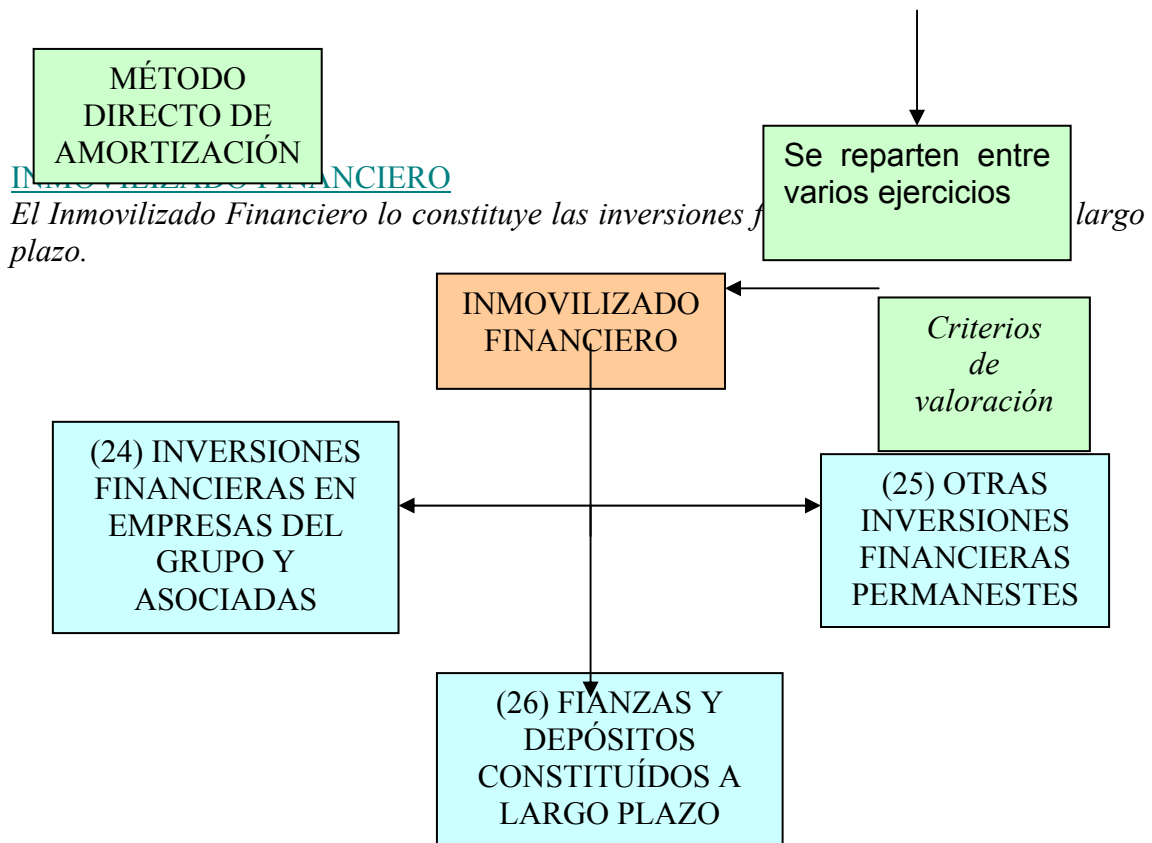 MÉTODO
DIRECTO DE
AMORTIZACIÓN
Se reparten entre
varios ejercicios
INMOVILIZADO FINANCIERO
El Inmovilizado Financiero lo constituye las inversiones largo
plazo.
INMOVILIZADO
FINANCIERO
Criterios
de
valoración
(24) INVERSIONES
FINANCIERAS EN
EMPRESAS DEL
GRUPO Y
ASOCIADAS
(25) OTRAS
INVERSIONES
FINANCIERAS
PERMANESTES
(26) FIANZAS Y
DEPÓSITOS
CONSTITUÍDOS A
LARGO PLAZO